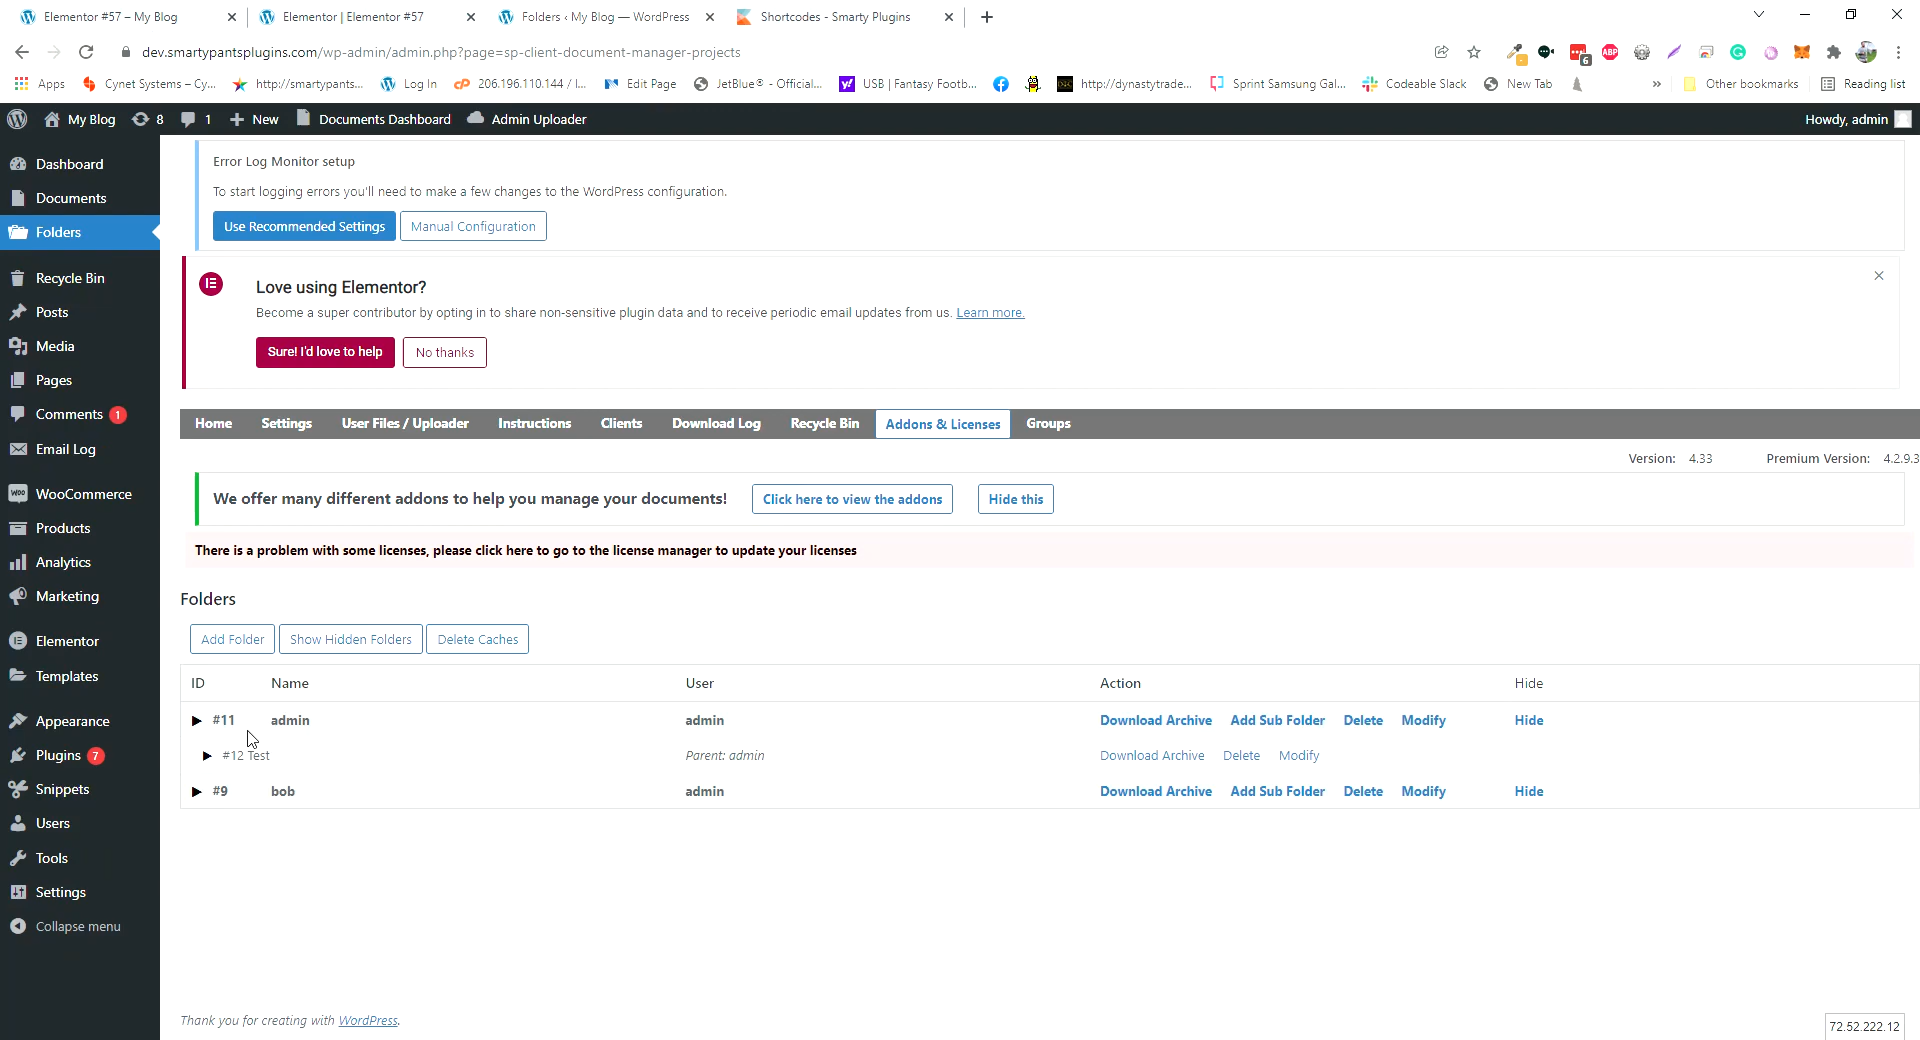 Elementor #57 – My Blog
Elementor | Elementor #57
Folders ‹ My Blog — WordPress
Shortcodes - Smarty Plugins
dev.smartypantsplugins.com/wp-admin/admin.php?page=sp-client-document-manager-projects
6
ABP
Apps
Cynet Systems – Cy...
http://smartypants...
Log In
206.196.110.144 / I...
Edit Page
JetBlue® - Official...
USB | Fantasy Footb...
http://dynastytrade...
Sprint Samsung Gal...
Codeable Slack
New Tab
»
Other bookmarks
Reading list
My Blog
8
1
New
Documents Dashboard
Admin Uploader
Howdy, admin
Dashboard
Documents
Folders
Recycle Bin
Posts
Media
Pages
Comments 1
Email Log
WooCommerce
Products
Analytics
Marketing
Elementor
Templates
Appearance
Plugins 7
Snippets
Users
Tools
Settings
Collapse menu
Error Log Monitor setup
To start logging errors you'll need to make a few changes to the WordPress configuration.
Use Recommended Settings
Manual Configuration
Love using Elementor?
Become a super contributor by opting in to share non-sensitive plugin data and to receive periodic email updates from us. Learn more.
Sure! I'd love to help
No thanks
Home
Settings
User Files / Uploader
Instructions
Clients
Download Log
Recycle Bin
Addons & Licenses
Groups
Version: 4.33
Premium Version: 4.2.9.3
We offer many different addons to help you manage your documents!
Click here to view the addons
Hide this
There is a problem with some licenses, please click here to go to the license manager to update your licenses
Folders
Add Folder
Show Hidden Folders
Delete Caches
ID Name User Action Hide
#11 admin admin Download Archive Add Sub Folder Delete Modify Hide
#12 Test Parent: admin Download Archive Delete Modify
#9 bob admin Download Archive Add Sub Folder Delete Modify Hide
Thank you for creating with WordPress.
72.52.222.12